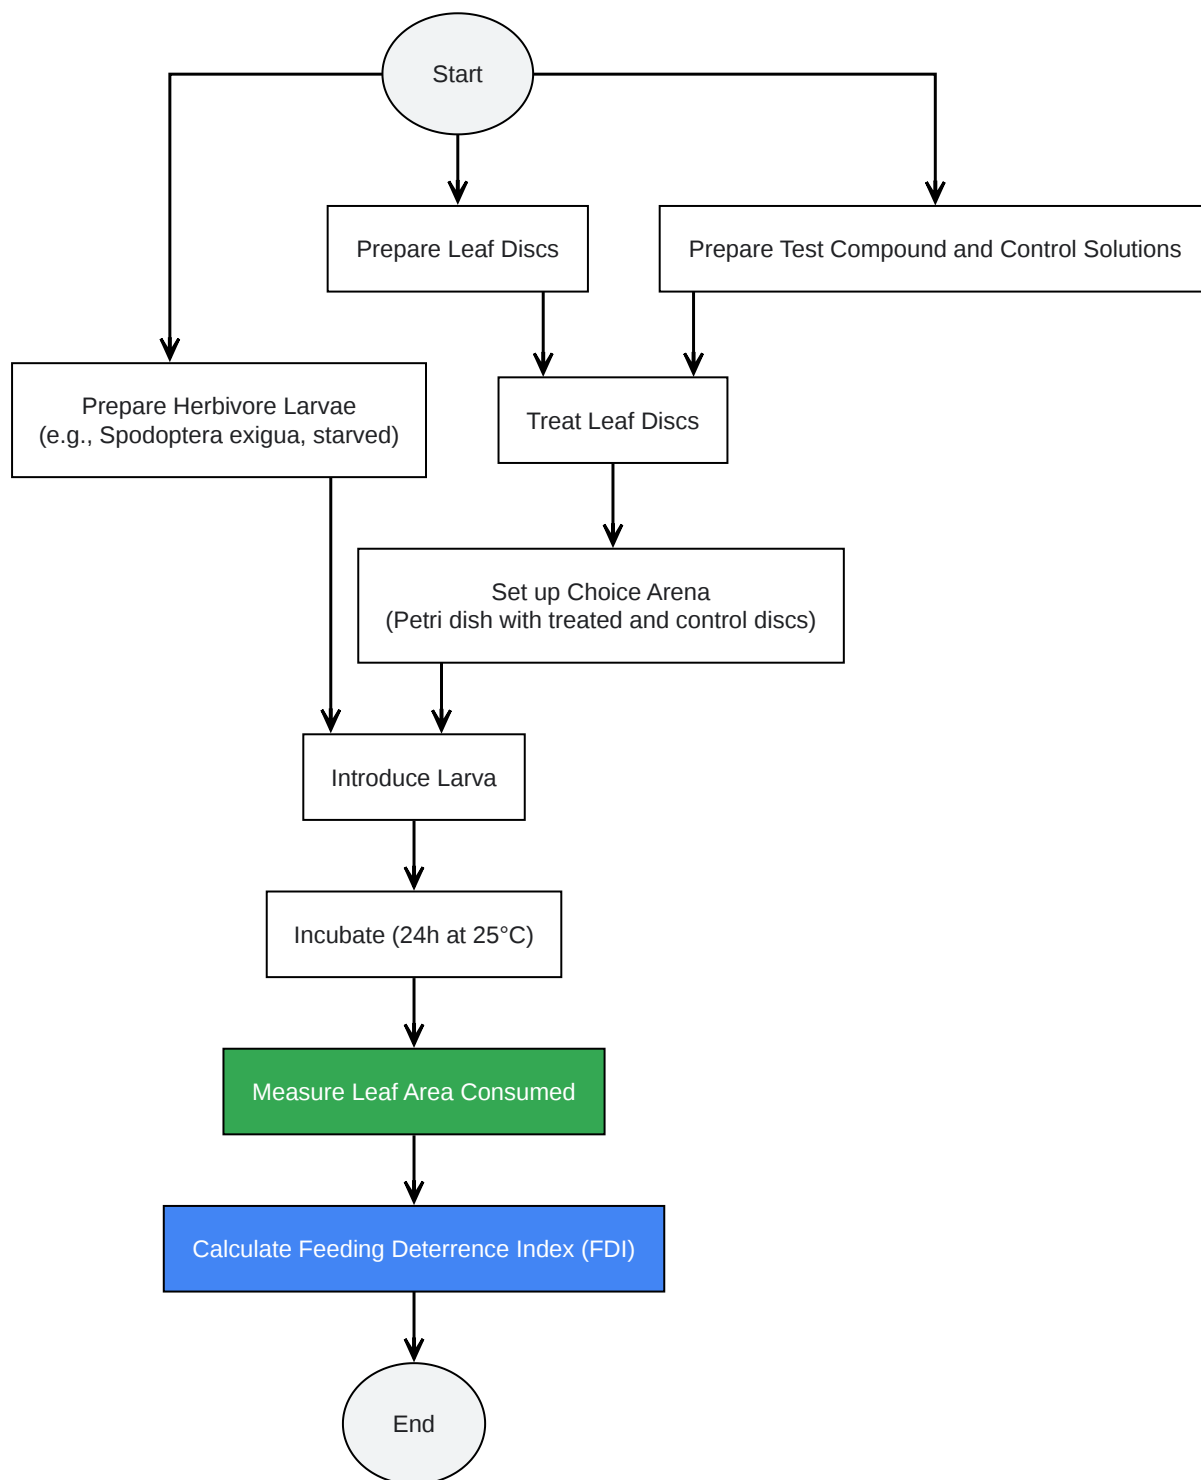 Start
Prepare Leaf Discs
Prepare Test Compound and Control Solutions
Prepare Herbivore Larvae
(e.g., Spodoptera exigua, starved)
Treat Leaf Discs
Set up Choice Arena
(Petri dish with treated and control discs)
Introduce Larva
Incubate (24h at 25°C)
Measure Leaf Area Consumed
Calculate Feeding Deterrence Index (FDI)
End